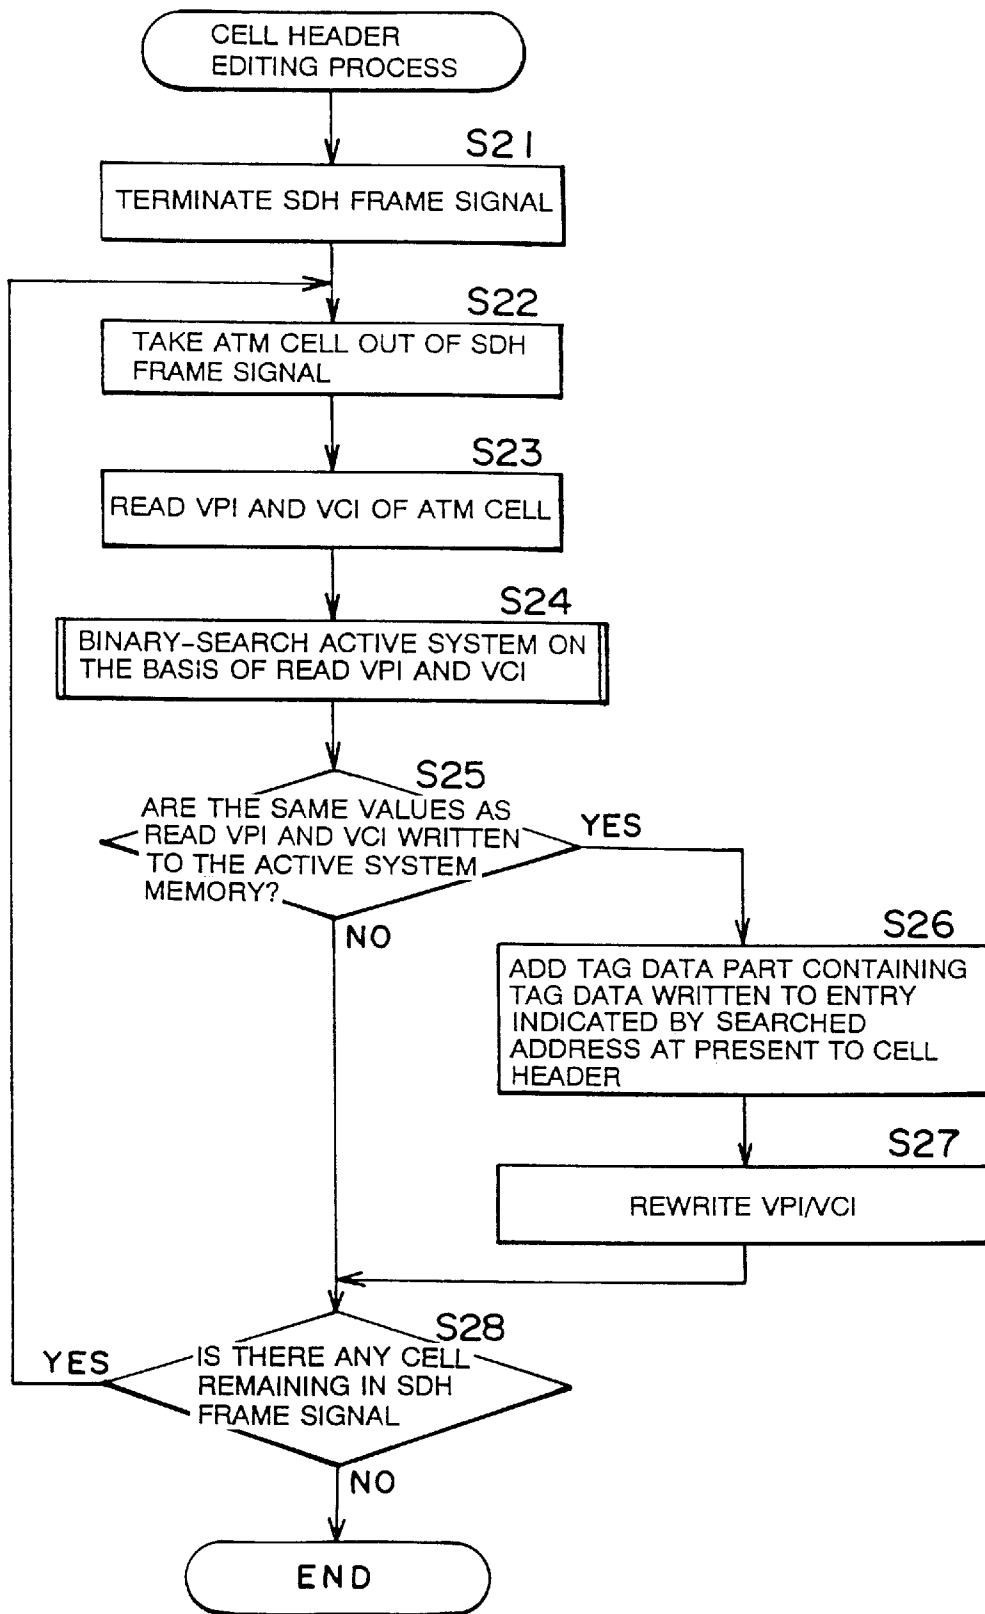 CELL HEADER
EDITING PROCESS
S21
TERMINATE SDH FRAME SIGNAL
S22
TAKE ATM CELL OUT OF SDH
FRAME SIGNAL
S23
READ VPI AND VCI OF ATM CELL
S24
BINARY-SEARCH ACTIVE SYSTEM ON
THE BASIS OF READ VPI AND VCI
S25
ARE THE SAME VALUES AS
READ VPI AND VCI WRITTEN
TO THE ACTIVE SYSTEM
MEMORY?
YES
NO
S26
ADD TAG DATA PART CONTAINING
TAG DATA WRITTEN TO ENTRY
INDICATED BY SEARCHED
ADDRESS AT PRESENT TO CELL
HEADER
S27
REWRITE VPI/VCI
S28
IS THERE ANY CELL
REMAINING IN SDH
FRAME SIGNAL
YES
NO
END